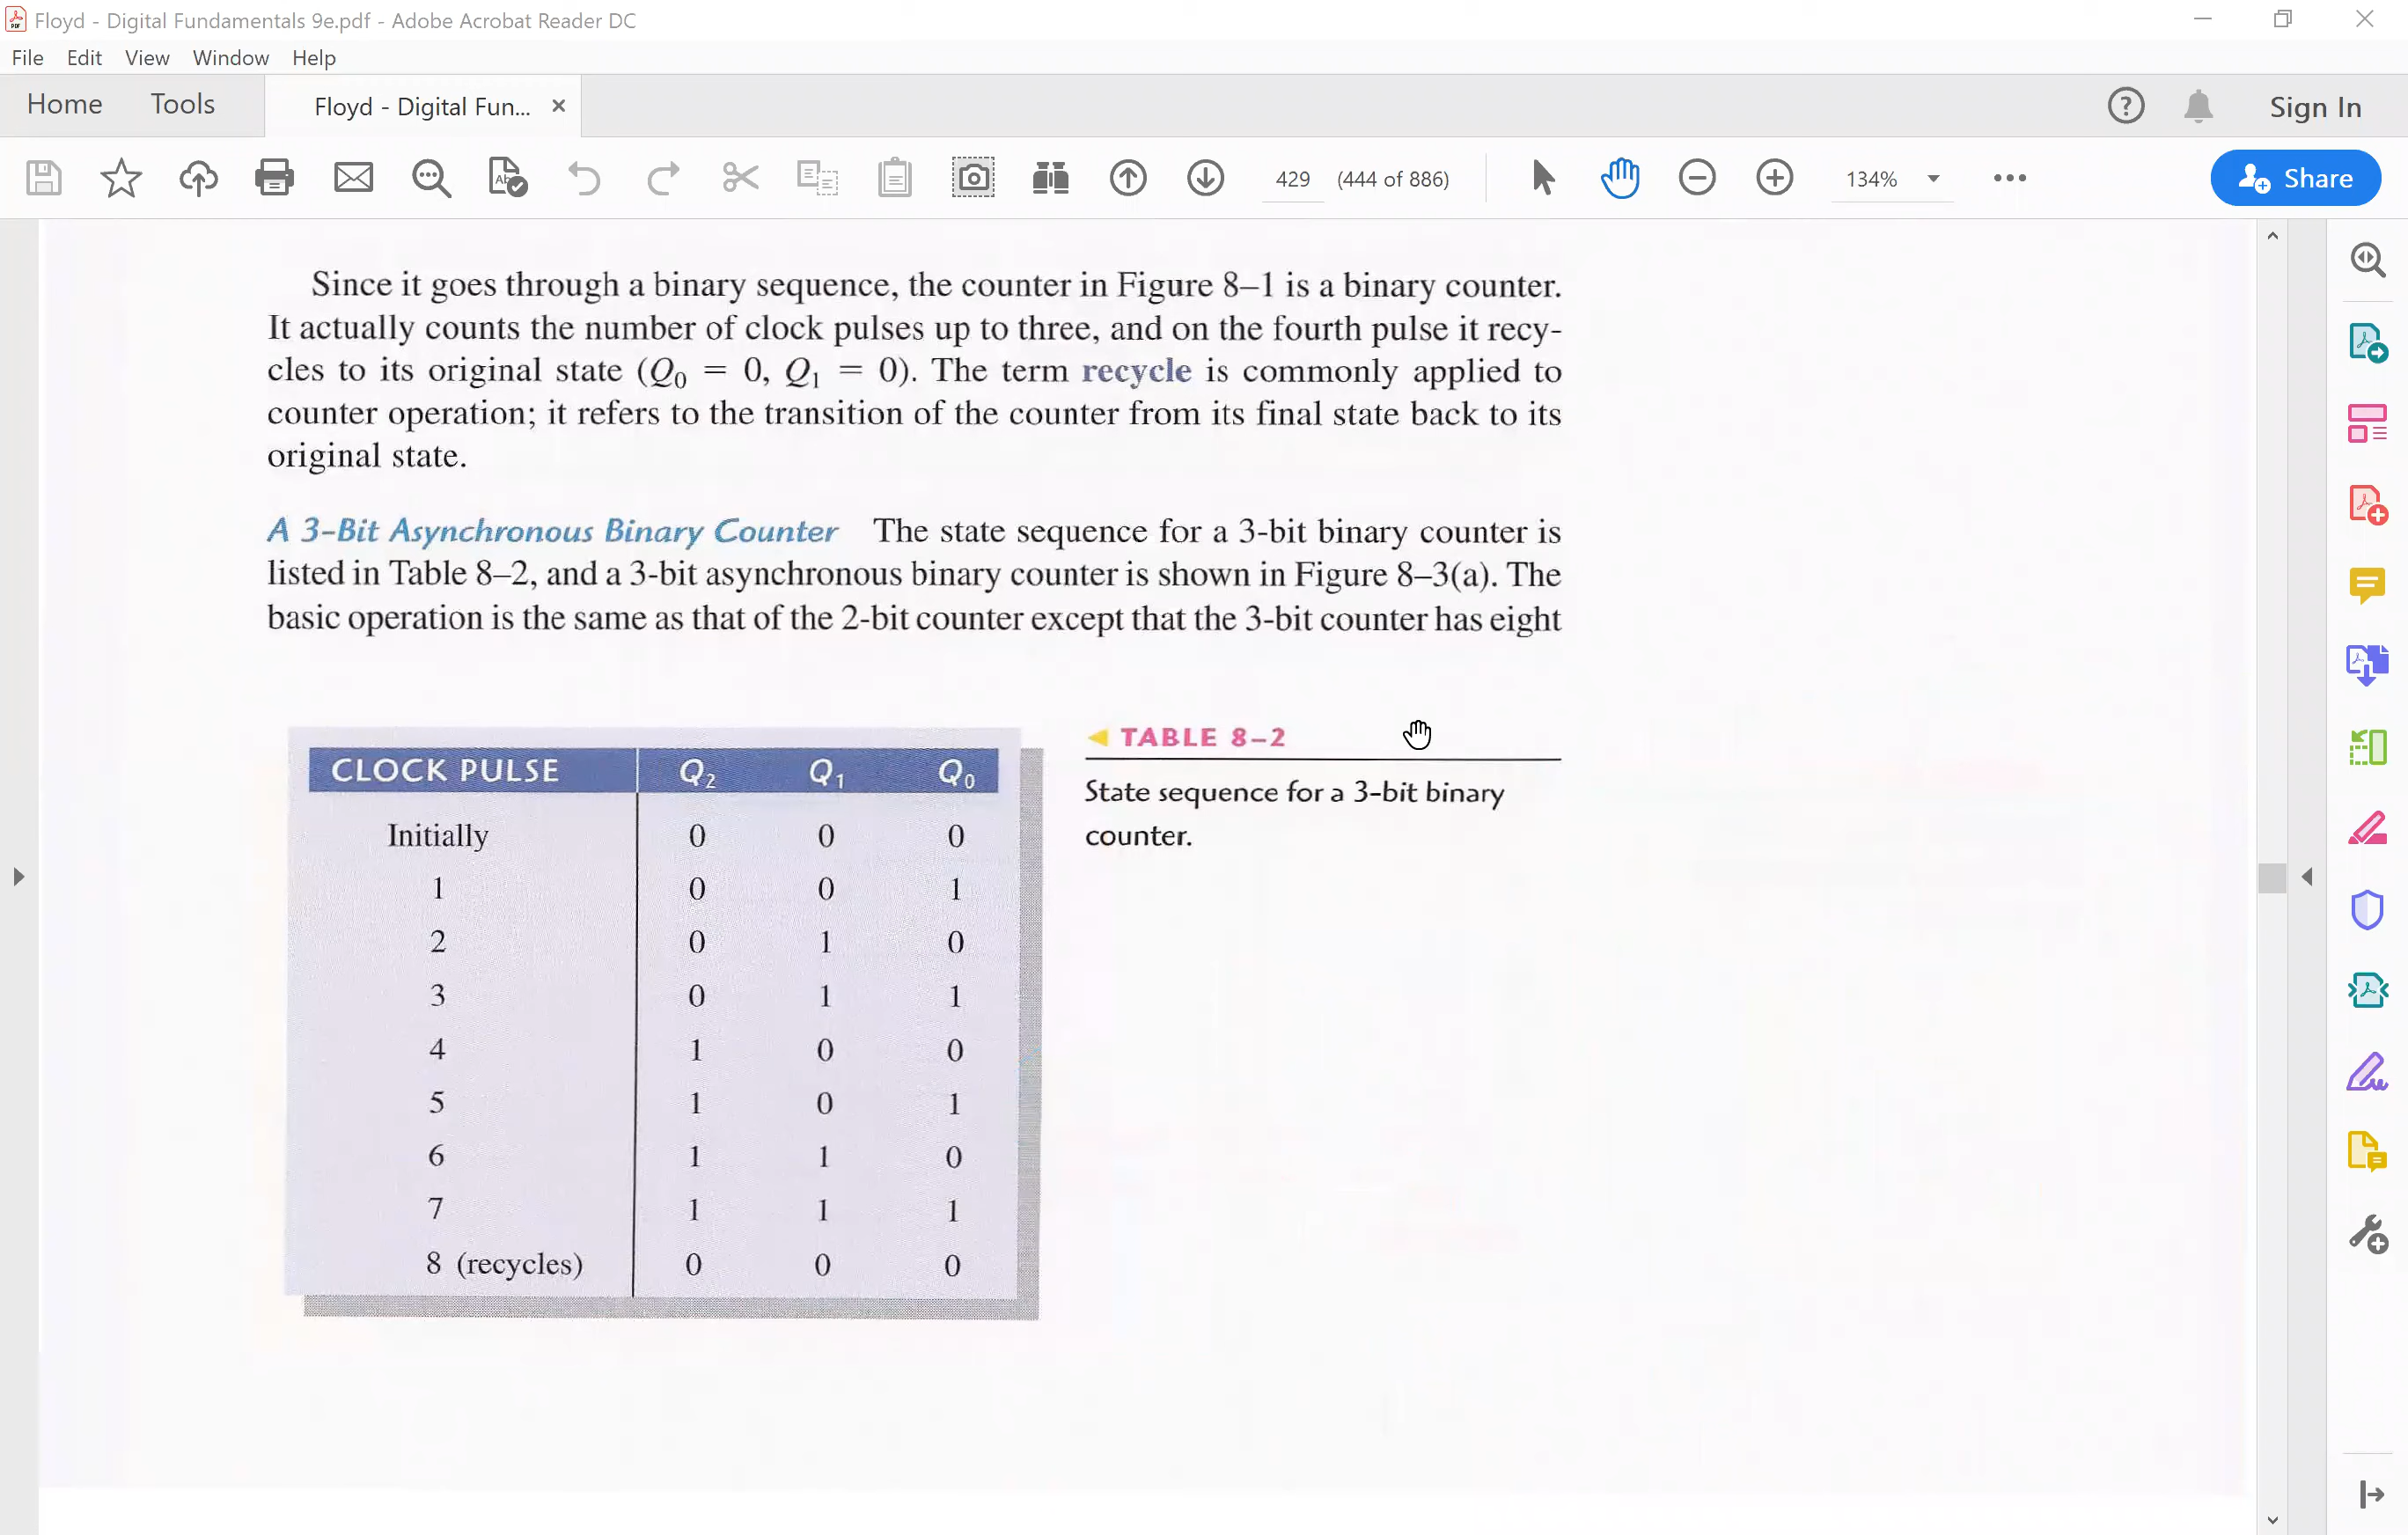 Floyd - Digital Fundamentals 9e.pdf - Adobe Acrobat Reader DC
File Edit View Window Help
Home Tools Floyd - Digital Fun... × Sign In
429 (444 of 886) 134% Share
Since it goes through a binary sequence, the counter in Figure 8–1 is a binary counter.
It actually counts the number of clock pulses up to three, and on the fourth pulse it recy-
cles to its original state (Q₀ = 0, Q₁ = 0). The term recycle is commonly applied to
counter operation; it refers to the transition of the counter from its final state back to its
original state.
A 3-Bit Asynchronous Binary Counter The state sequence for a 3-bit binary counter is
listed in Table 8–2, and a 3-bit asynchronous binary counter is shown in Figure 8–3(a). The
basic operation is the same as that of the 2-bit counter except that the 3-bit counter has eight
TABLE 8–2
State sequence for a 3-bit binary
counter.
CLOCK PULSE Q₂ Q₁ Q₀
Initially 0 0 0
1 0 0 1
2 0 1 0
3 0 1 1
4 1 0 0
5 1 0 1
6 1 1 0
7 1 1 1
8 (recycles) 0 0 0